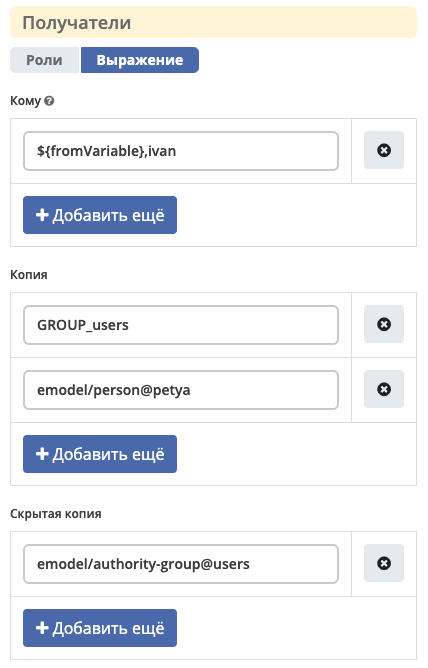 Получатели
Роли Выражение
Кому
${fromVariable},ivan
Добавить ещё
Копия
GROUP_users
emodel/person@petya
Добавить ещё
Скрытая копия
emodel/authority-group@users
Добавить ещё